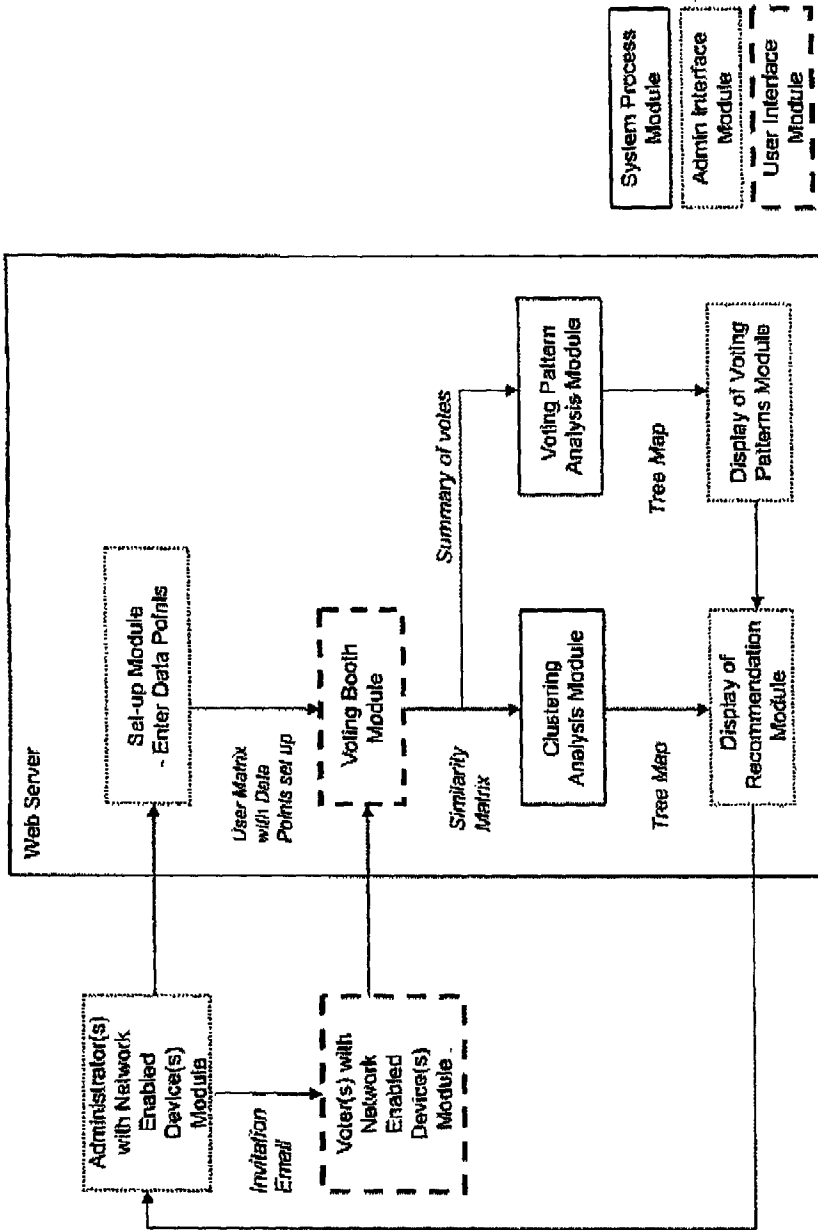 Web Server
Administrator(s)
with Network
Enabled
Device(s)
Module
Set-up Module
- Enter Data Points
Invitation
Email
User Matrix
with Data
Points set up
Voter(s) with
Network
Enabled
Device(s)
Module
Voting Booth
Module
Similarity
Matrix
Summary of votes
Clustering
Analysis Module
Voting Pattern
Analysis Module
Tree Map
Tree Map
Display of
Recommendation
Module
Display of Voting
Patterns Module
System Process
Module
Admin Interface
Module
User Interface
Module